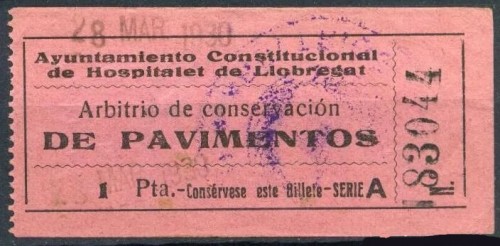 28 MAR 1930
Ayuntamiento Constitucional
de Hospitalet de Llobregat
Arbitrio de conservación
DE PAVIMENTOS
1 Pta.-Consérvese este Billete-SERIE A
N. 83044